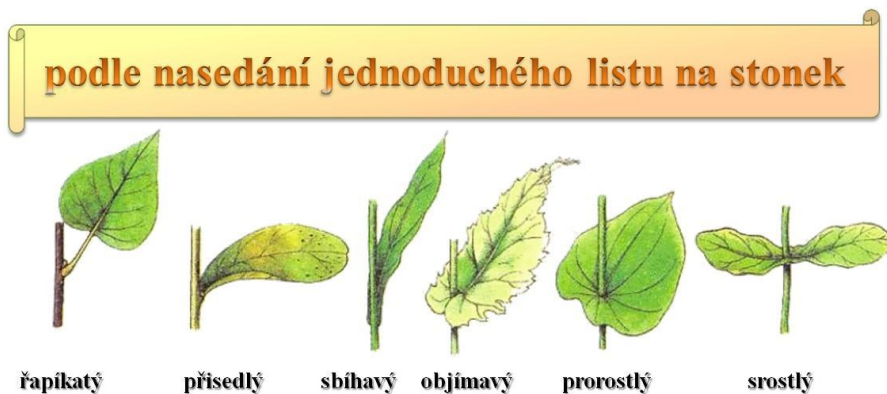 podle nasedání jednoduchého listu na stonek
řapíkatý přisedlý sbíhavý objímavý prorostlý srostlý